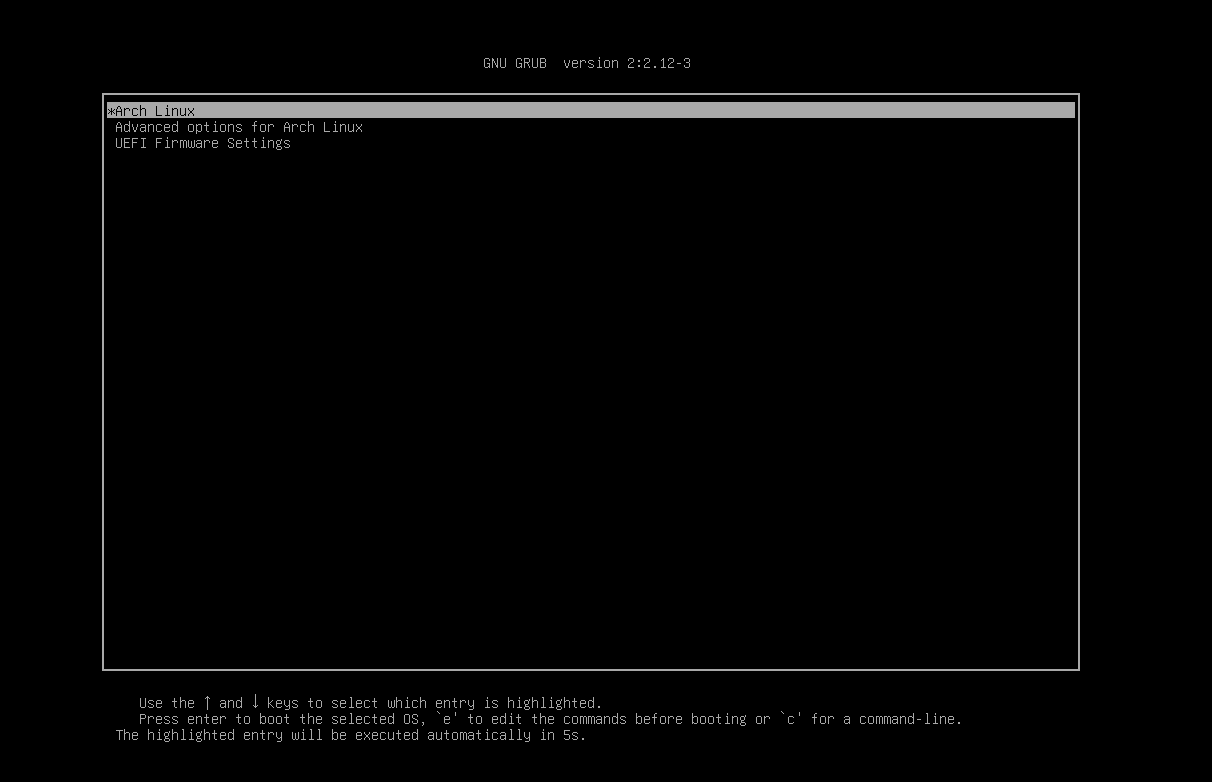 GNU GRUB  version 2:2.12-3
*Arch Linux
Advanced options for Arch Linux
UEFI Firmware Settings
Use the ↑ and ↓ keys to select which entry is highlighted.
Press enter to boot the selected OS, `e' to edit the commands before booting or `c' for a command-line.
The highlighted entry will be executed automatically in 5s.